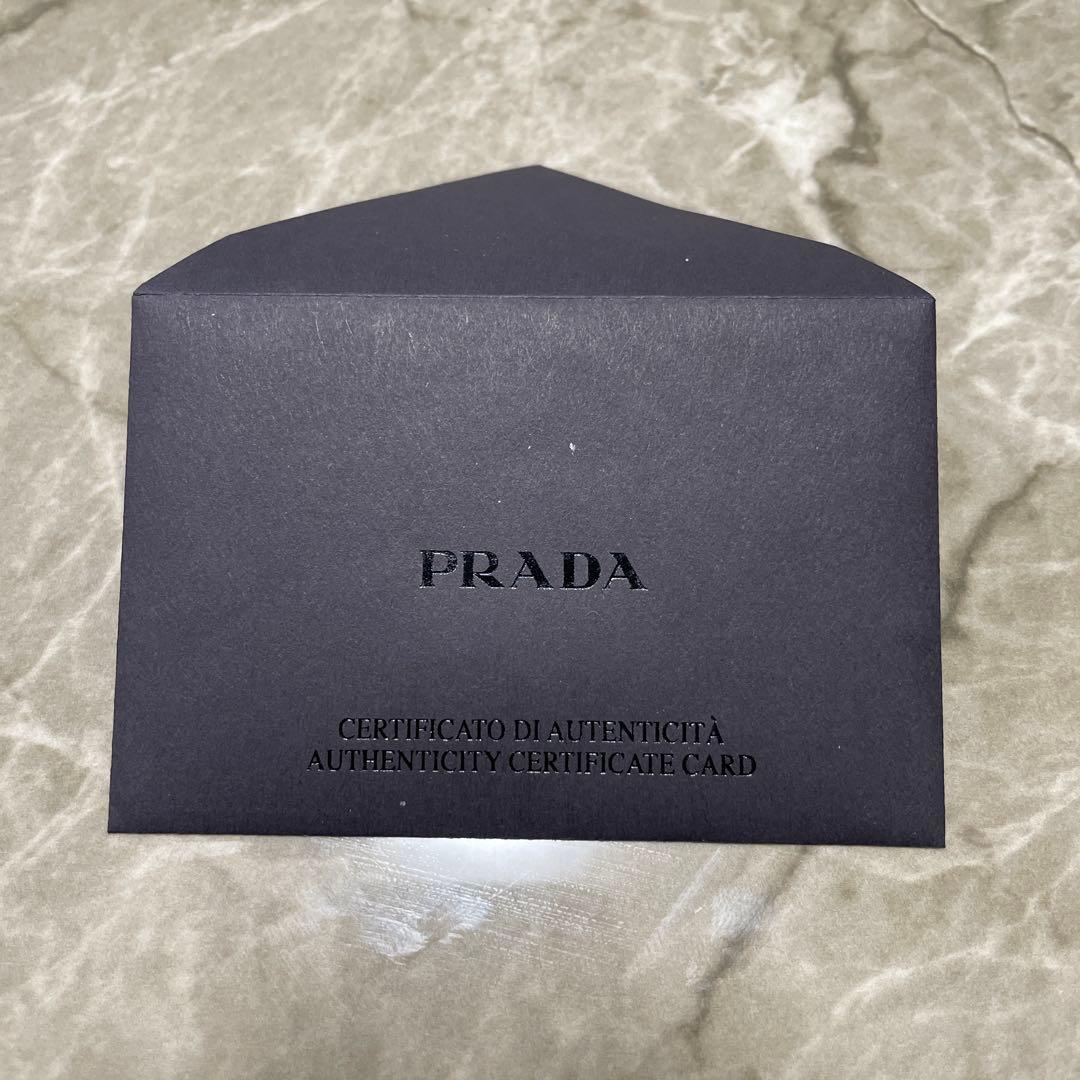 PRADA
CERTIFICATO DI AUTENTICITÀ
AUTHENTICITY CERTIFICATE CARD